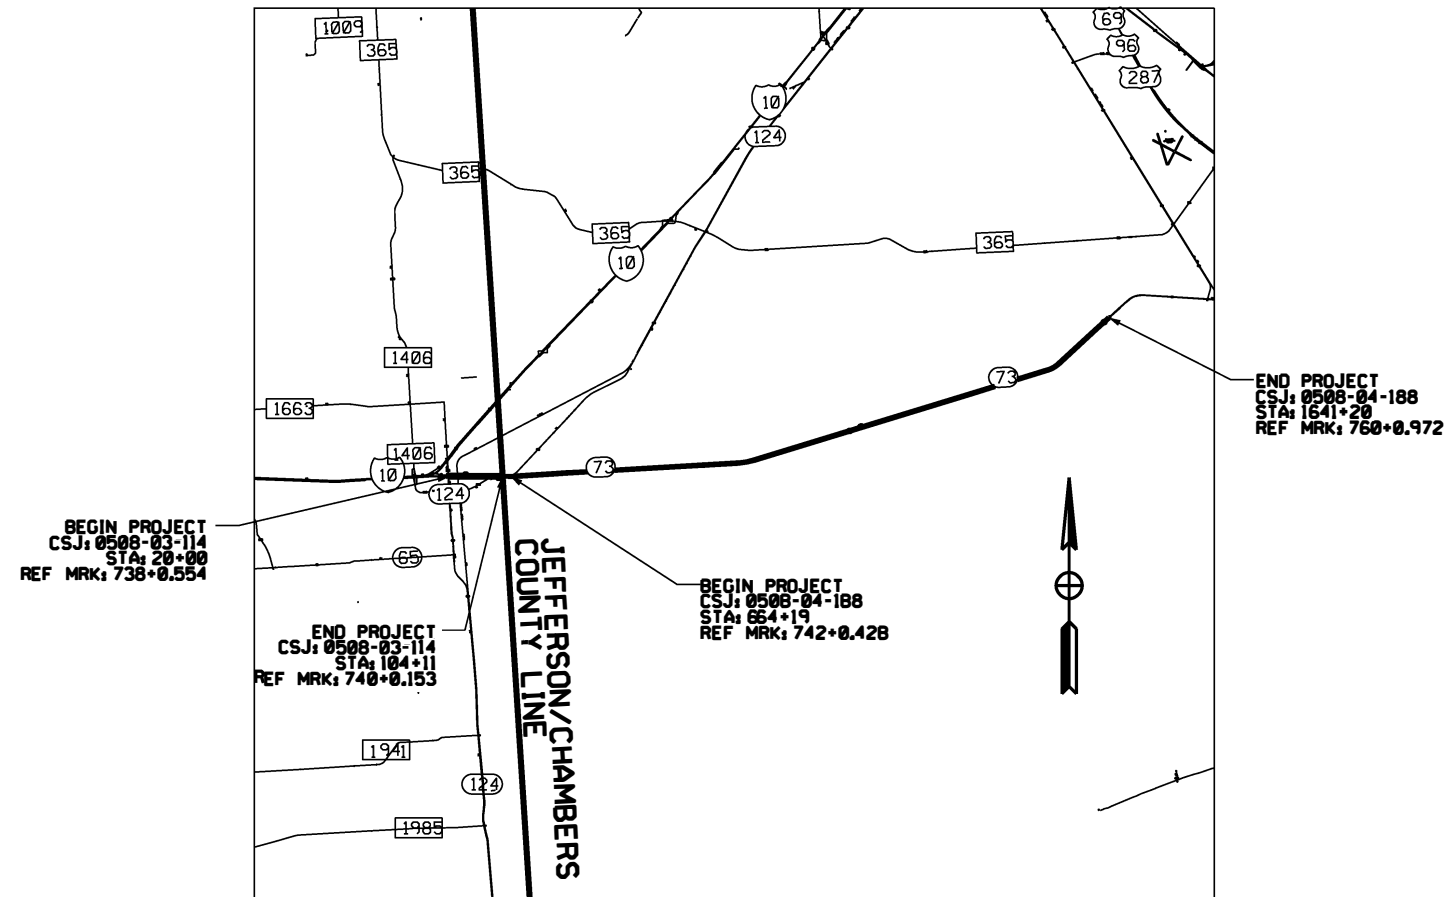 1009
69
365
96
287
10
124
365
365
365
10
1406
73
END PROJECT
CSJ: 0508-04-188
STA: 1641+20
REF MRK: 760+0.972
1663
1406
10
73
124
BEGIN PROJECT
CSJ: 0508-03-114
STA: 20+00
REF MRK: 738+0.554
65
BEGIN PROJECT
CSJ: 0508-04-188
STA: 664+19
REF MRK: 742+0.428
END PROJECT
CSJ: 0508-03-114
STA: 104+11
REF MRK: 740+0.153
JEFFERSON/CHAMBERS
COUNTY LINE
1941
124
1985